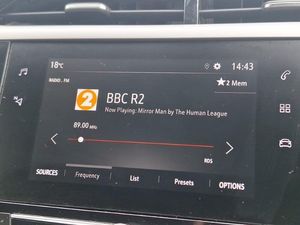 18°C
14:43
RADIO . FM
★2 Mem
2
BBC R2
Now Playing: Mirror Man by The Human League
89.00 MHz
RDS
SOURCES
Frequency
List
Presets
OPTIONS